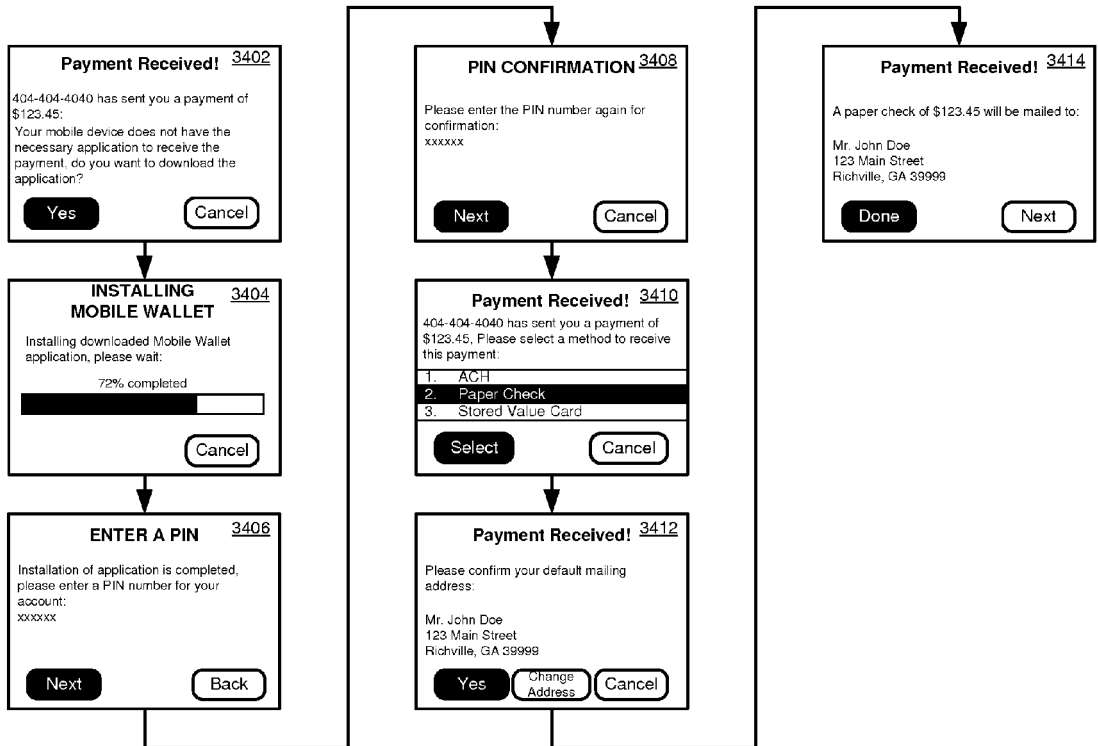 Payment Received! 3402
404-404-4040 has sent you a payment of
$123.45:
Your mobile device does not have the
necessary application to receive the
payment, do you want to download the
application?
Yes
Cancel
INSTALLING
MOBILE WALLET
3404
Installing downloaded Mobile Wallet
application, please wait:
72% completed
Cancel
ENTER A PIN 3406
Installation of application is completed,
please enter a PIN number for your
account:
xxxxxx
Next
Back
PIN CONFIRMATION 3408
Please enter the PIN number again for
confirmation:
xxxxxx
Next
Cancel
Payment Received! 3410
404-404-4040 has sent you a payment of
$123.45, Please select a method to receive
this payment:
1. ACH
2. Paper Check
3. Stored Value Card
Select
Cancel
Payment Received! 3412
Please confirm your default mailing
address:
Mr. John Doe
123 Main Street
Richville, GA 39999
Yes
Change
Address
Cancel
Payment Received! 3414
A paper check of $123.45 will be mailed to:
Mr. John Doe
123 Main Street
Richville, GA 39999
Done
Next